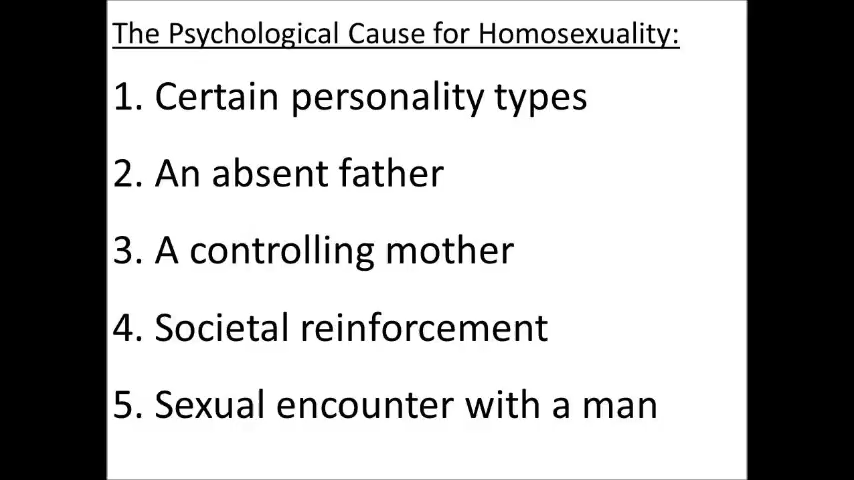 The Psychological Cause for Homosexuality:
1. Certain personality types
2. An absent father
3. A controlling mother
4. Societal reinforcement
5. Sexual encounter with a man